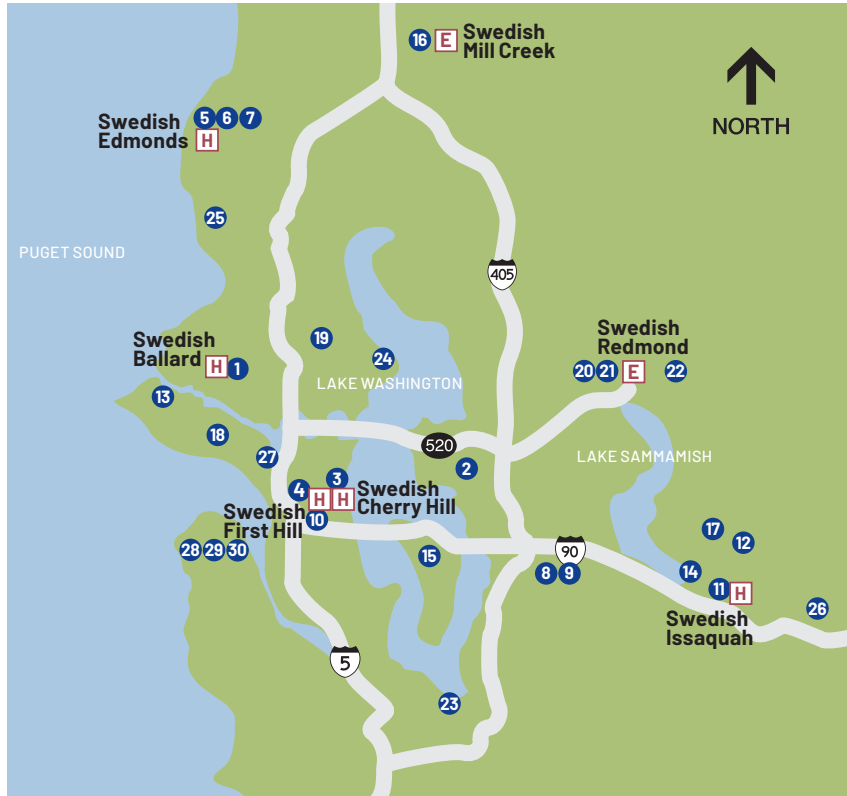 16 E Swedish
Mill Creek
NORTH
5 6 7
Swedish
Edmonds H
25
PUGET SOUND
405
Swedish
Ballard H 1
19
24
LAKE WASHINGTON
Swedish
Redmond
20 21 E 22
13
18
27
520
2
LAKE SAMMAMISH
3
4 H H Swedish
Cherry Hill
Swedish
First Hill 10
28 29 30
15
90
8 9
17
12
14
11 H
26
Swedish
Issaquah
5
23